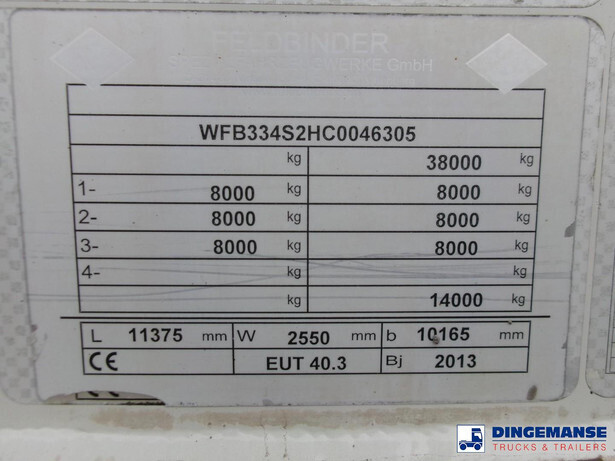 FELDBINDER
GmbH
WFB334S2HC0046305
kg 38000 kg
1- 8000 kg 8000 kg
2- 8000 kg 8000 kg
3- 8000 kg 8000 kg
4- kg kg
kg 14000 kg
L 11375 mm W 2550 mm b 10165 mm
CE EUT 40.3 Bj 2013
DINGEMANSE
TRUCKS & TRAILERS